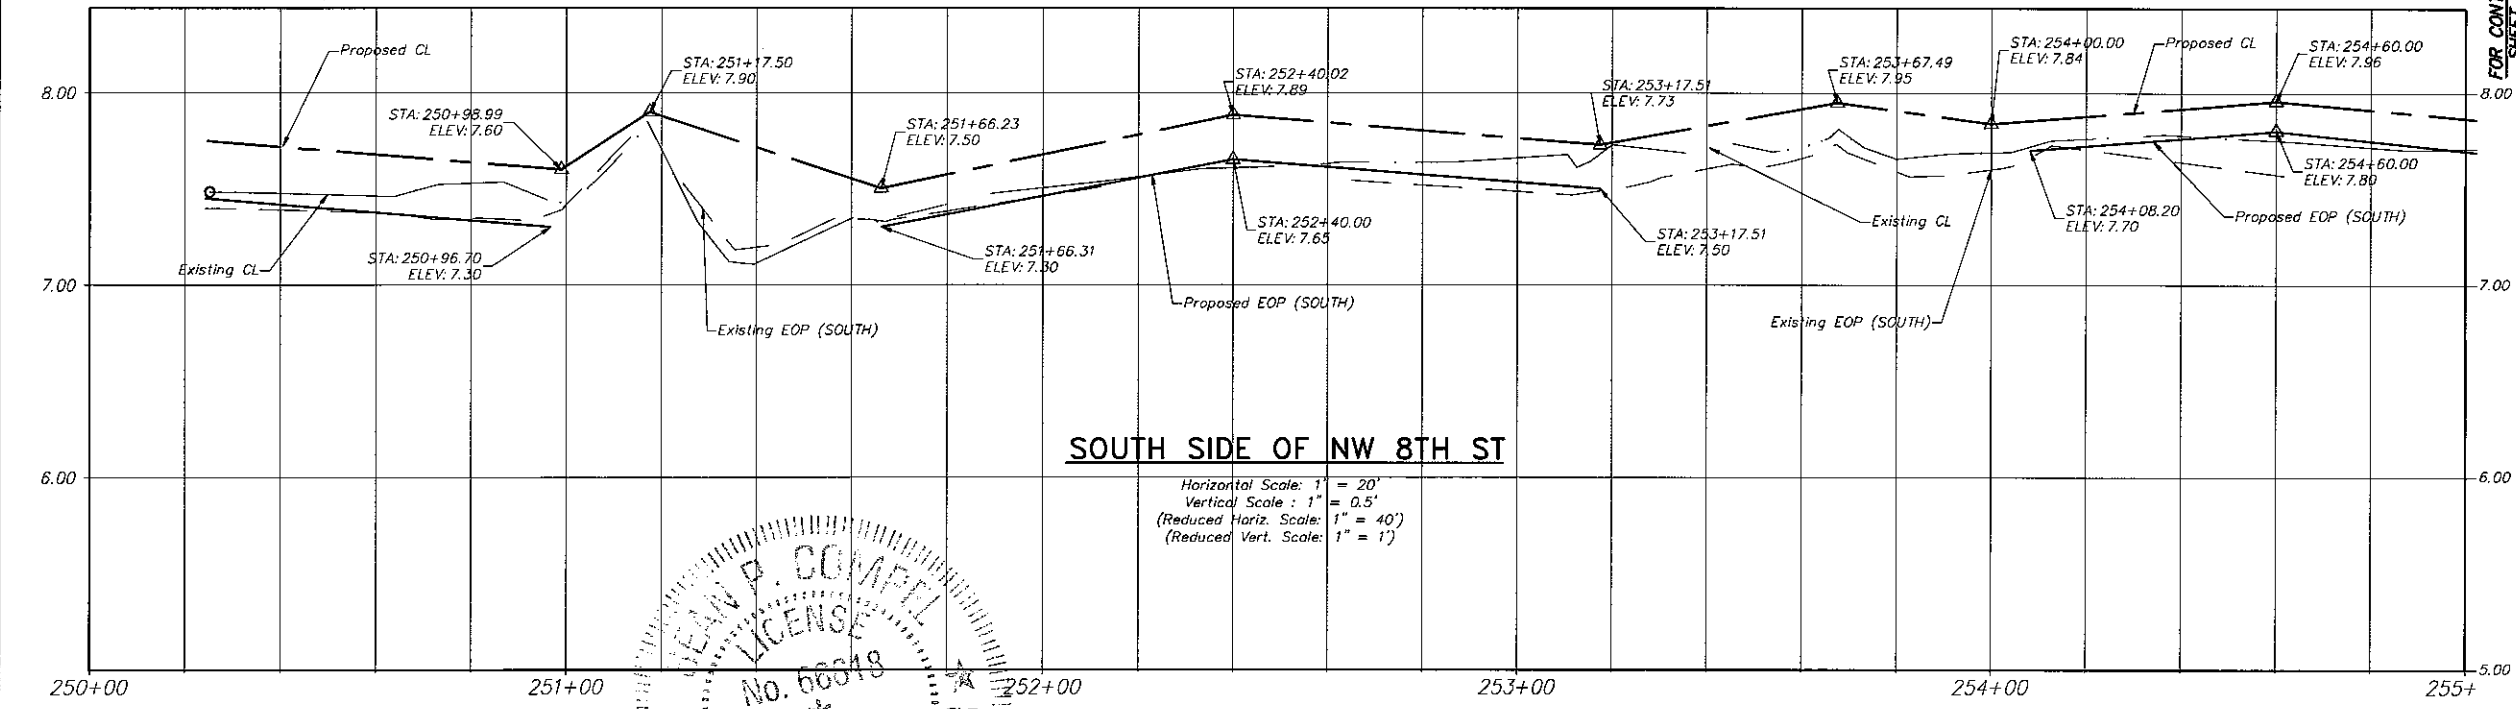 FOR CONT
SHEET
Proposed CL
STA: 250+98.99
ELEV: 7.60
STA: 251+17.50
ELEV: 7.90
STA: 251+66.23
ELEV: 7.50
STA: 252+40.02
ELEV: 7.89
STA: 253+17.51
ELEV: 7.73
STA: 253+67.49
ELEV: 7.95
STA: 254+00.00
ELEV: 7.84
Proposed CL
STA: 254+60.00
ELEV: 7.96
8.00
8.00
Existing CL
STA: 250+96.70
ELEV: 7.30
Existing EOP (SOUTH)
STA: 251+66.31
ELEV: 7.30
Proposed EOP (SOUTH)
STA: 252+40.00
ELEV: 7.65
STA: 253+17.51
ELEV: 7.50
Existing CL
Existing EOP (SOUTH)
STA: 254+08.20
ELEV: 7.70
Proposed EOP (SOUTH)
STA: 254+60.00
ELEV: 7.80
7.00
7.00
SOUTH SIDE OF NW 8TH ST
6.00
6.00
Horizontal Scale: 1" = 20'
Vertical Scale : 1" = 0.5'
(Reduced Horiz. Scale: 1" = 40')
(Reduced Vert. Scale: 1" = 1')
P. COMPEL
LICENSE
5.00
250+00
251+00
252+00
253+00
254+00
255+